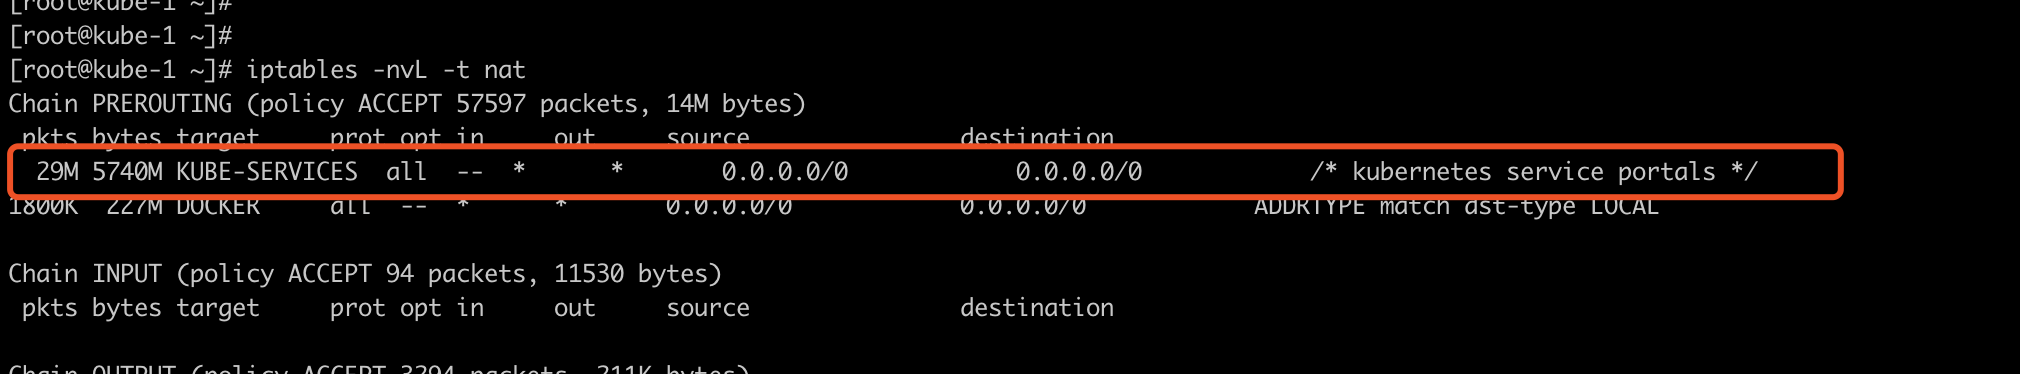 [root@kube-1 ~]#
[root@kube-1 ~]#
[root@kube-1 ~]# iptables -nvL -t nat
Chain PREROUTING (policy ACCEPT 57597 packets, 14M bytes)
 pkts bytes target     prot opt in     out     source               destination
  29M 5740M KUBE-SERVICES  all  --  *      *       0.0.0.0/0            0.0.0.0/0            /* kubernetes service portals */
1800K  227M DOCKER     all  --  *      *       0.0.0.0/0            0.0.0.0/0            ADDRTYPE match dst-type LOCAL
Chain INPUT (policy ACCEPT 94 packets, 11530 bytes)
 pkts bytes target     prot opt in     out     source               destination
Chain OUTPUT (policy ACCEPT 3294 packets, 211K bytes)